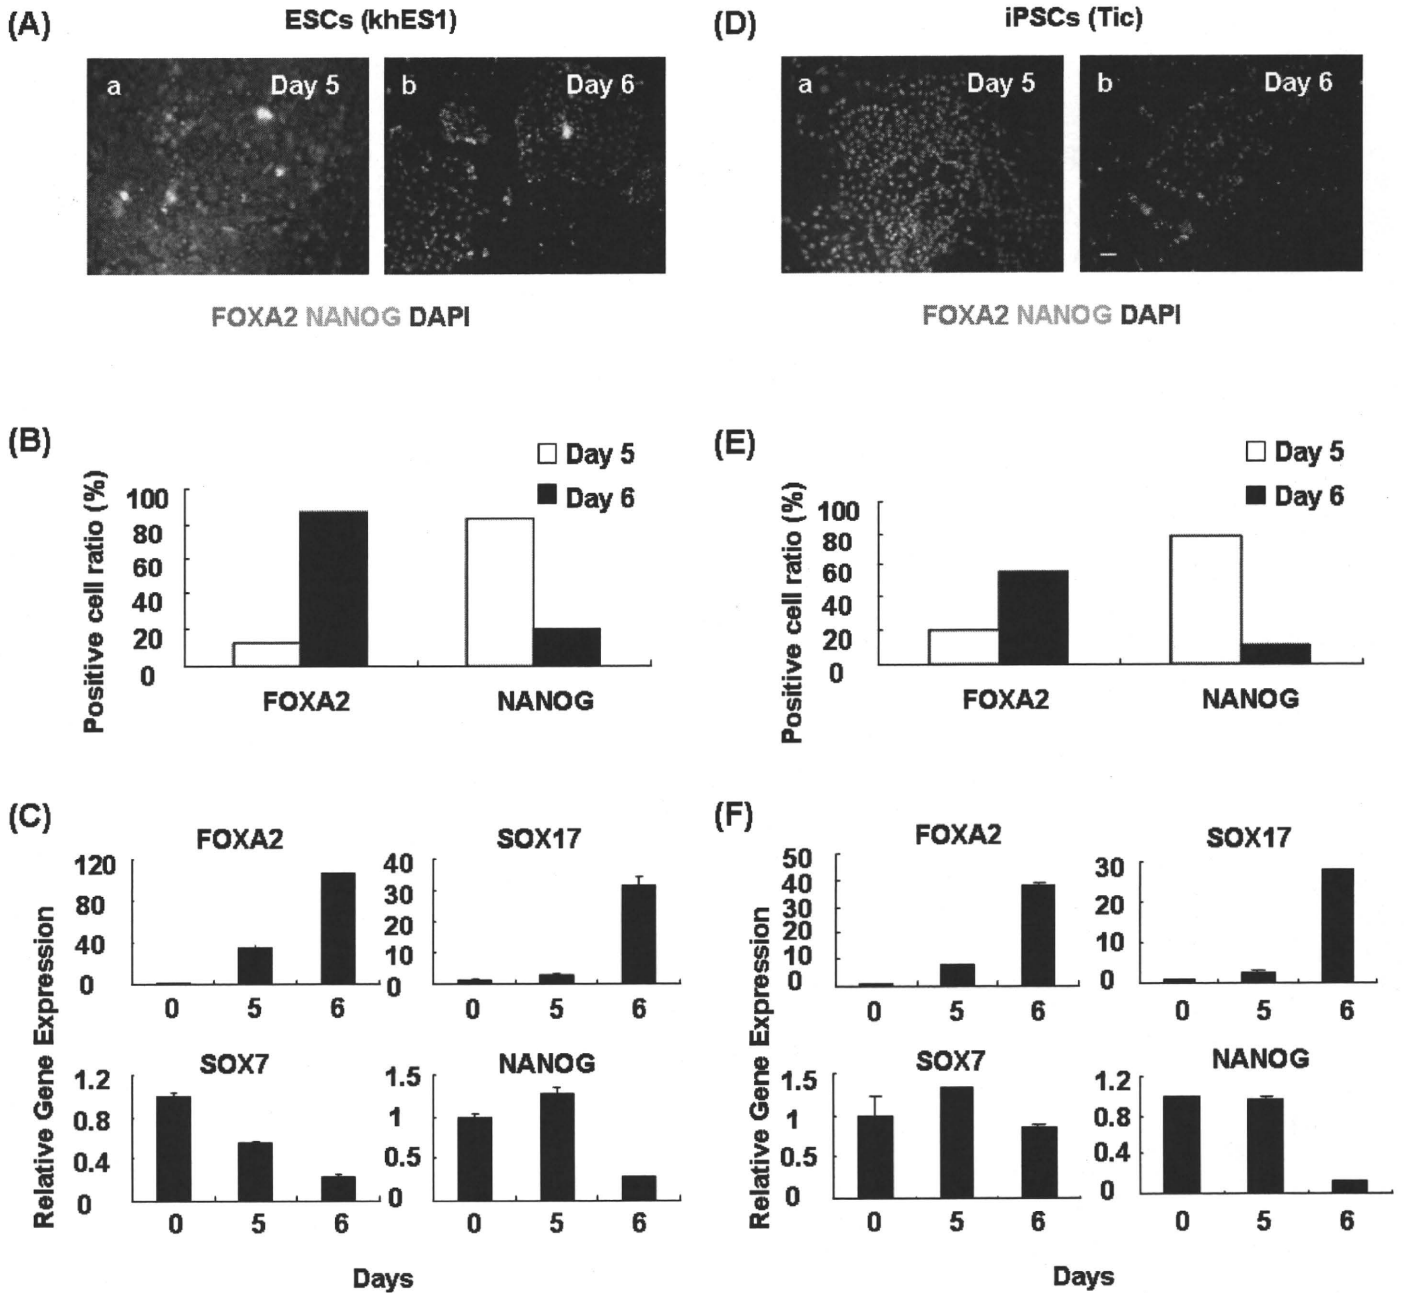 (A)
ESCs (khES1)
a
Day 5
b
Day 6
FOXA2 NANOG DAPI
(B)
Day 5
Day 6
Positive cell ratio (%)
100
80
60
40
20
0
FOXA2
NANOG
(C)
Relative Gene Expression
FOXA2
120
80
40
0
0 5 6
SOX17
40
30
20
10
0
0 5 6
SOX7
1.2
0.8
0.4
0
0 5 6
NANOG
1.5
1
0.5
0
0 5 6
Days
(D)
iPSCs (Tic)
a
Day 5
b
Day 6
FOXA2 NANOG DAPI
(E)
Day 5
Day 6
Positive cell ratio (%)
100
80
60
40
20
0
FOXA2
NANOG
(F)
Relative Gene Expression
FOXA2
50
40
30
20
10
0
0 5 6
SOX17
30
20
10
0
0 5 6
SOX7
1.5
1
0.5
0
0 5 6
NANOG
1.2
0.8
0.4
0
0 5 6
Days